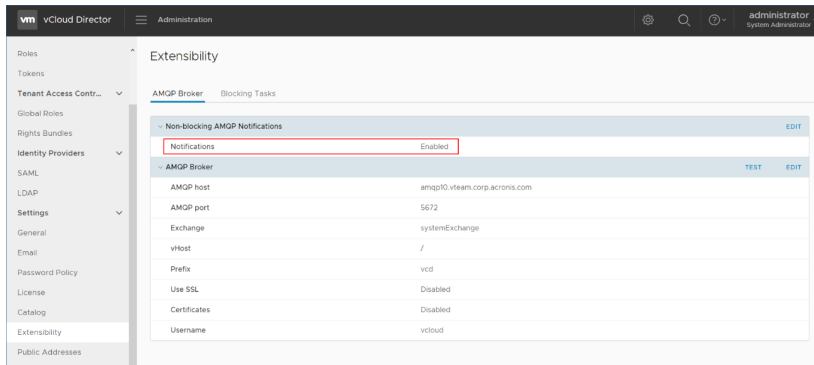 vm vCloud Director Administration administrator
System Administrator
Roles
Tokens
Tenant Access Contr...
Global Roles
Rights Bundles
Identity Providers
SAML
LDAP
Settings
General
Email
Password Policy
License
Catalog
Extensibility
Public Addresses
Extensibility
AMQP Broker Blocking Tasks
Non-blocking AMQP Notifications EDIT
Notifications Enabled
AMQP Broker TEST EDIT
AMQP host amqp10.vteam.corp.acronis.com
AMQP port 5672
Exchange systemExchange
vHost /
Prefix vcd
Use SSL Disabled
Certificates Disabled
Username vcloud